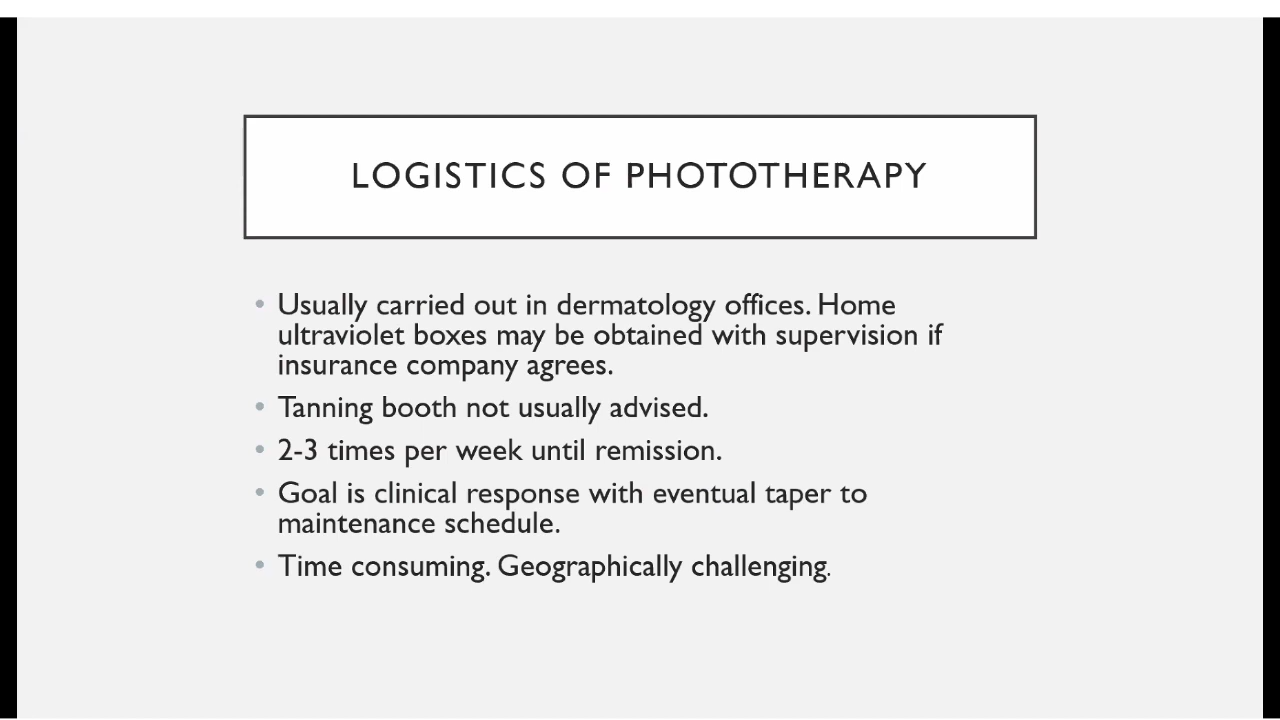 LOGISTICS OF PHOTOTHERAPY
• Usually carried out in dermatology offices. Home
ultraviolet boxes may be obtained with supervision if
insurance company agrees.
• Tanning booth not usually advised.
• 2-3 times per week until remission.
• Goal is clinical response with eventual taper to
maintenance schedule.
• Time consuming. Geographically challenging.